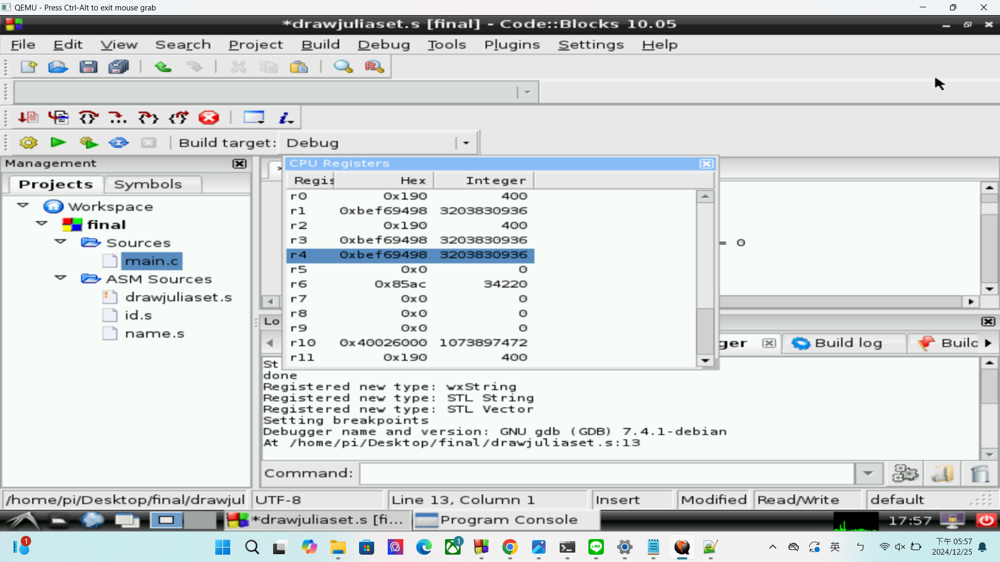 QEMU - Press Ctrl-Alt to exit mouse grab
*drawjuliaset.s [final] - Code::Blocks 10.05
File Edit View Search Project Build Debug Tools Plugins Settings Help
Build target: Debug
Management
Projects Symbols
Workspace
final
Sources
main.c
ASM Sources
drawjuliaset.s
id.s
name.s
CPU Registers
Regis Hex Integer
r0 0x190 400
r1 0xbef69498 3203830936
r2 0x190 400
r3 0xbef69498 3203830936
r4 0xbef69498 3203830936
r5 0x0 0
r6 0x85ac 34220
r7 0x0 0
r8 0x0 0
r9 0x0 0
r10 0x40026000 1073897472
r11 0x190 400
= 0
Lo
ger Build log Builc
St
done
Registered new type: wxString
Registered new type: STL String
Registered new type: STL Vector
Setting breakpoints
Debugger name and version: GNU gdb (GDB) 7.4.1-debian
At /home/pi/Desktop/final/drawjuliaset.s:13
Command:
/home/pi/Desktop/final/drawjul UTF-8 Line 13, Column 1 Insert Modified Read/Write default
*drawjuliaset.s [fi... Program Console 17:57
1
1
LINE
英
ㄅ
下午 05:57
2024/12/25